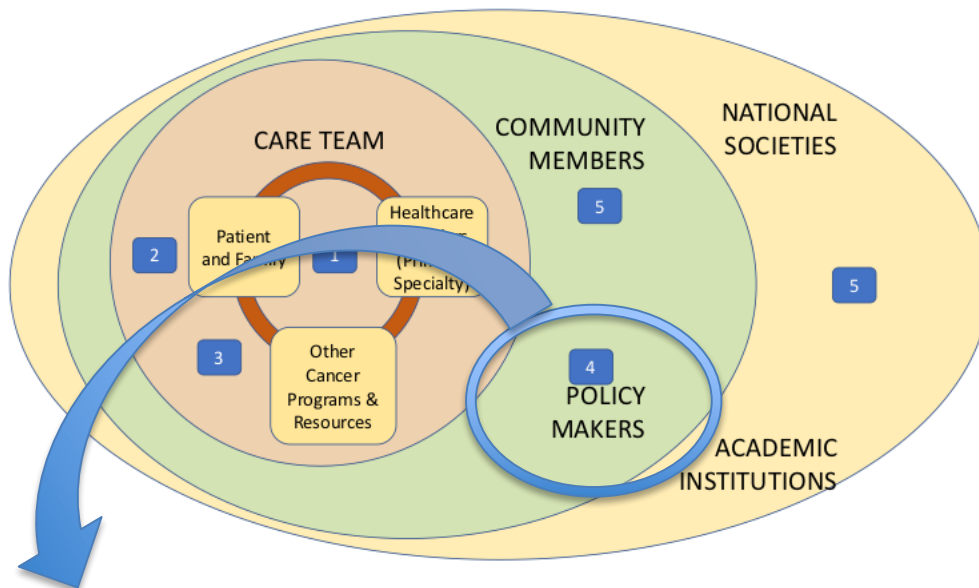 NATIONAL
SOCIETIES
COMMUNITY
MEMBERS
CARE TEAM
5
5
Patient
and Family
2
1
Healthcare
Specialty)
3
Other
Cancer
Programs &
Resources
4
POLICY
MAKERS
ACADEMIC
INSTITUTIONS